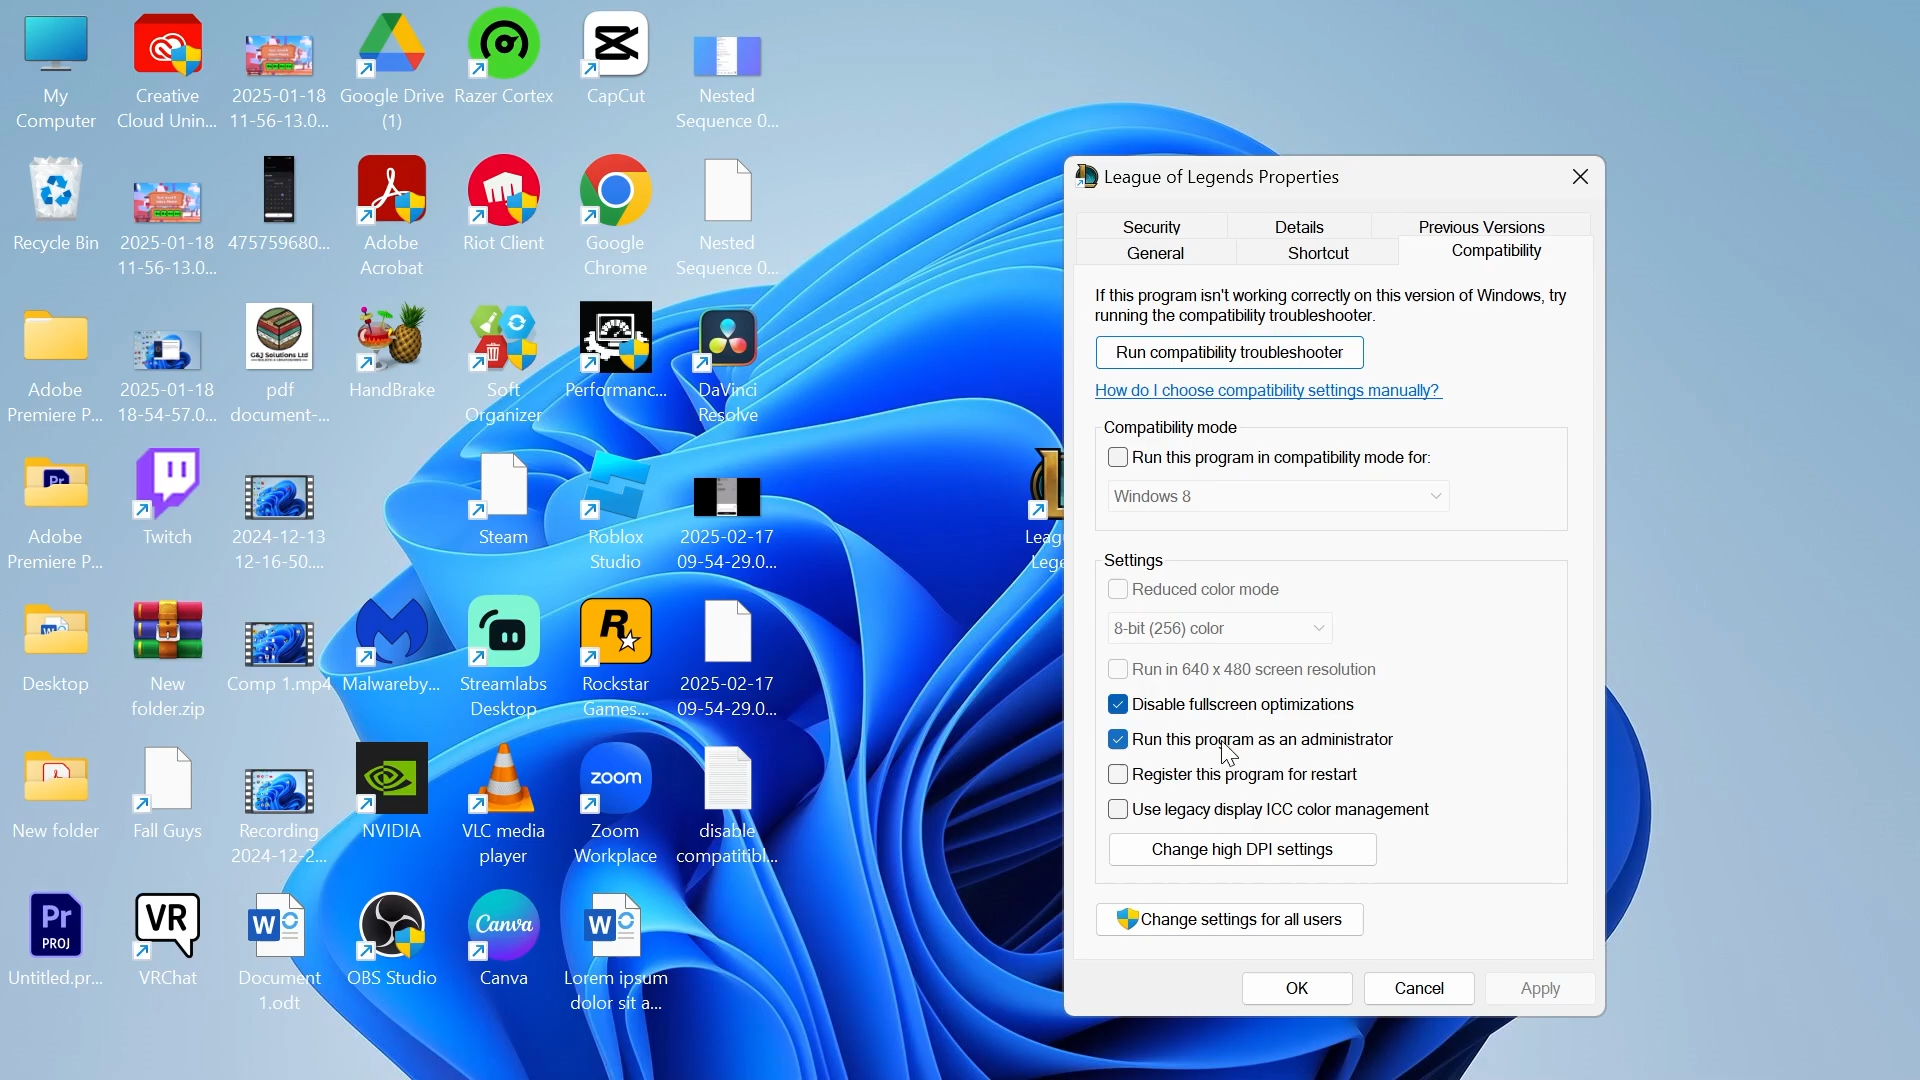 My
Computer
Creative
Cloud Unin...
2025-01-18
11-56-13.0...
Google Drive
(1)
Razer Cortex
CapCut
Nested
Sequence 0...
Recycle Bin
2025-01-18
11-56-13.0...
475759680...
Adobe
Acrobat
Riot Client
Google
Chrome
Nested
Sequence 0...
Adobe
Premiere P...
2025-01-18
18-54-57.0...
G&J Solutions Ltd
pdf
document-...
HandBrake
Soft
Organizer
Performanc...
DaVinci
Resolve
Pr
Adobe
Premiere P...
Twitch
2024-12-13
12-16-50....
Steam
Roblox
Studio
2025-02-17
09-54-29.0...
Leag
Lege
Desktop
New
folder.zip
Comp 1.mp4
Malwareby...
Streamlabs
Desktop
R
Rockstar
Games...
2025-02-17
09-54-29.0...
New folder
Fall Guys
Recording
2024-12-2...
NVIDIA
VLC media
player
zoom
Zoom
Workplace
disable
compatitibl...
Pr
PROJ
Untitled.pr...
VR
VRChat
W
Document
1.odt
OBS Studio
Canva
Canva
W
Lorem ipsum
dolor sit a...
League of Legends Properties
Security
Details
Previous Versions
General
Shortcut
Compatibility
If this program isn't working correctly on this version of Windows, try
running the compatibility troubleshooter.
Run compatibility troubleshooter
How do I choose compatibility settings manually?
Compatibility mode
Run this program in compatibility mode for:
Windows 8
Settings
Reduced color mode
8-bit (256) color
Run in 640 x 480 screen resolution
Disable fullscreen optimizations
Run this program as an administrator
Register this program for restart
Use legacy display ICC color management
Change high DPI settings
Change settings for all users
OK
Cancel
Apply